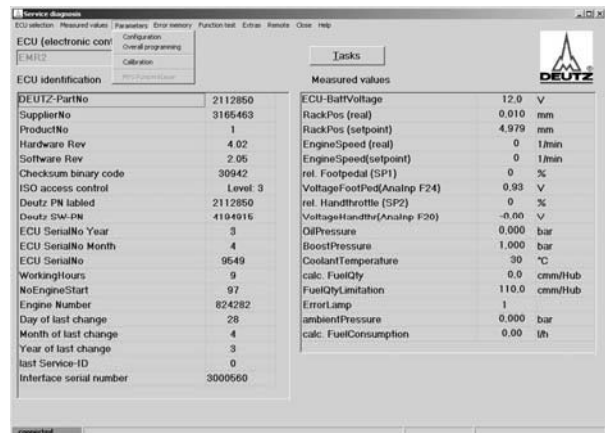 Service diagnosis
ECU selection Measured values Parameters Error memory Function test Extras Remote Close Help
Configuration
Overall programming
Calibration
ECU (electronic cont
EMR2
Tasks
DEUTZ
ECU identification
Measured values
DEUTZ-PartNo 2112850
SupplierNo 3165463
ProductNo 1
Hardware Rev 4.02
Software Rev 2.05
Checksum binary code 30942
ISO access control Level: 3
Deutz PN labled 2112850
Deutz SW-PN 4194916
ECU SerialNo Year 3
ECU SerialNo Month 4
ECU SerialNo 9549
WorkingHours 9
NoEngineStart 97
Engine Number 824282
Day of last change 28
Month of last change 4
Year of last change 3
last Service-ID 0
Interface serial number 3000560
ECU-BattVoltage 12,0 V
RackPos (real) 0,010 mm
RackPos (setpoint) 4,979 mm
EngineSpeed (real) 0 1/min
EngineSpeed(setpoint) 0 1/min
rel. Footpedal (SP1) 0 %
VoltageFootPed(AnaInp F24) 0,93 V
rel. Handthrottle (SP2) 0 %
VoltageHandthr(AnaInp F20) -0,00 V
OilPressure 0,000 bar
BoostPressure 1,000 bar
CoolantTemperature 30 °C
calc. FuelQty 0,0 cmm/Hub
FuelQtyLimitation 110,0 cmm/Hub
ErrorLamp 1
ambientPressure 0,000 bar
calc. FuelConsumption 0,00 l/h
connected